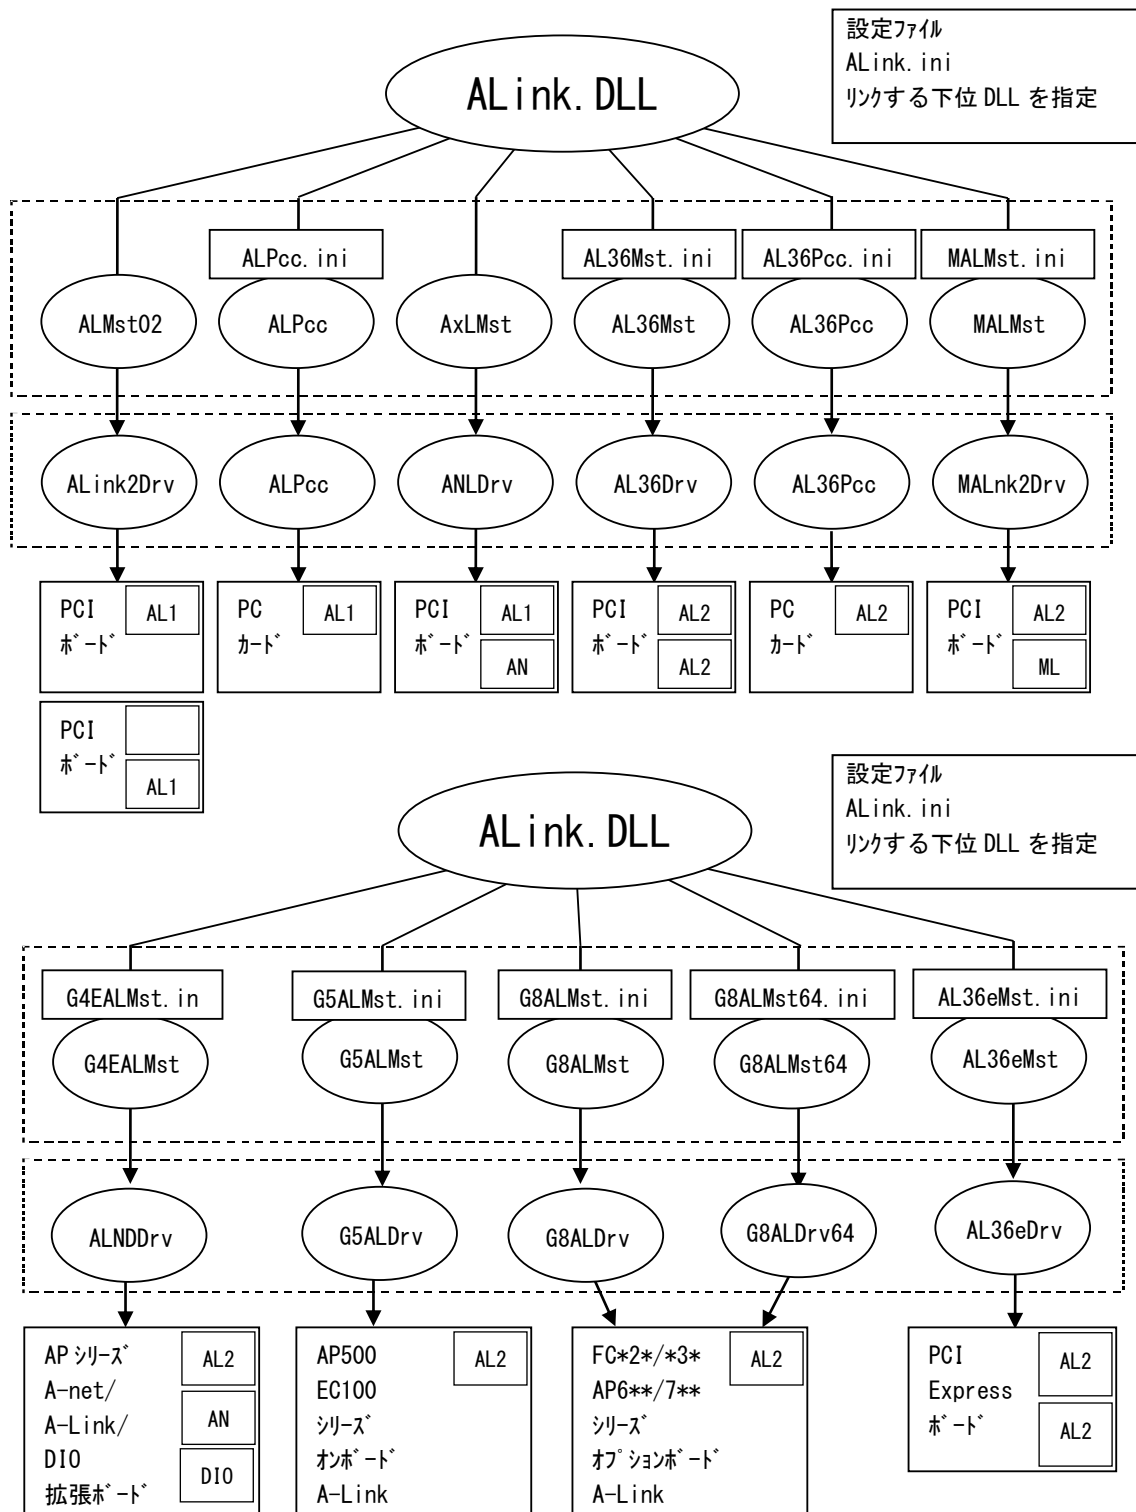 設定ファイル
ALink.ini
リンクする下位 DLL を指定
ALink.DLL
ALPcc.ini
AL36Mst.ini
AL36Pcc.ini
MALMst.ini
ALMst02
ALPcc
AxLMst
AL36Mst
AL36Pcc
MALMst
ALink2Drv
ALPcc
ANLDrv
AL36Drv
AL36Pcc
MALnk2Drv
PCI
ボード
AL1
PC
カード
AL1
PCI
ボード
AL1
AN
PCI
ボード
AL2
AL2
PC
カード
AL2
PCI
ボード
AL2
ML
PCI
ボード
AL1
設定ファイル
ALink.ini
リンクする下位 DLL を指定
ALink.DLL
G4EALMst.in
G5ALMst.ini
G8ALMst.ini
G8ALMst64.ini
AL36eMst.ini
G4EALMst
G5ALMst
G8ALMst
G8ALMst64
AL36eMst
ALNDDrv
G5ALDrv
G8ALDrv
G8ALDrv64
AL36eDrv
AP シリーズ
A-net/
A-Link/
DIO
拡張ボード
AL2
AN
DIO
AP500
EC100
シリーズ
オンボード
A-Link
AL2
FC*2*/*3*
AP6**/7**
シリーズ
オプションボード
A-Link
AL2
PCI
Express
ボード
AL2
AL2